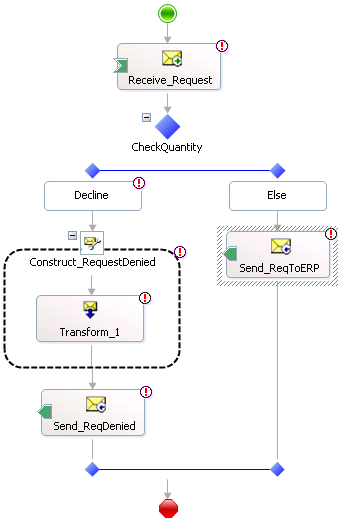 Receive_Request
CheckQuantity
Decline
Else
Construct_RequestDenied
Send_ReqToERP
Transform_1
Send_ReqDenied